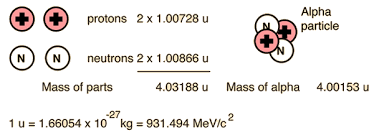 protons 2 x 1.00728 u
Alpha particle
N N neutrons 2 x 1.00866 u
N N
Mass of parts 4.03188 u Mass of alpha 4.00153 u
1 u = 1.66054 x 10⁻²⁷ kg = 931.494 MeV/c²